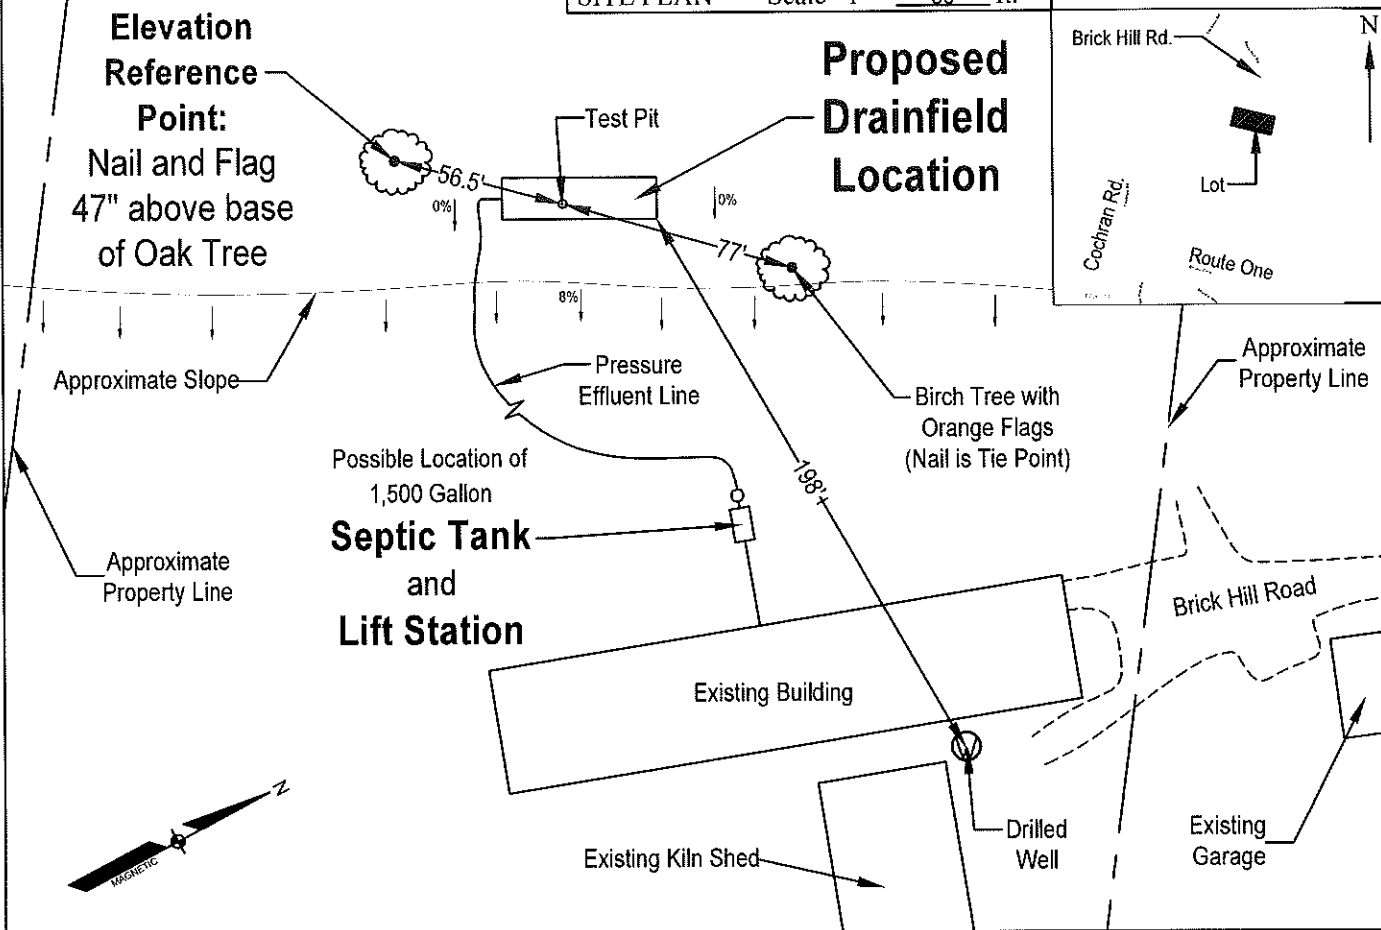 SITE PLAN Scale 1"
Elevation
Reference
Point:
Nail and Flag
47" above base
of Oak Tree
Test Pit
Proposed
Drainfield
Location
Brick Hill Rd.
N
Lot
Cochran Rd.
Route One
56.5'
0%
0%
77'
8%
Approximate Slope
Pressure
Effluent Line
Birch Tree with
Orange Flags
(Nail is Tie Point)
Approximate
Property Line
198'±
Possible Location of
1,500 Gallon
Septic Tank
and
Lift Station
Approximate
Property Line
Brick Hill Road
Existing Building
W
N
MAGNETIC
Existing Kiln Shed
Drilled
Well
Existing
Garage